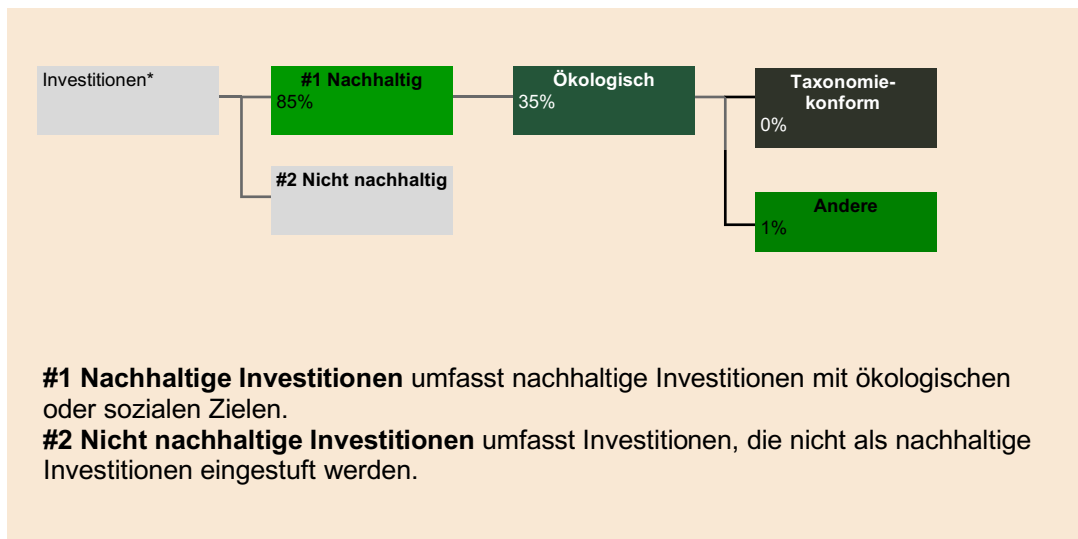 Investitionen*
#1 Nachhaltig
85%
Ökologisch
35%
Taxonomie-
konform
0%
#2 Nicht nachhaltig
Andere
1%
#1 Nachhaltige Investitionen umfasst nachhaltige Investitionen mit ökologischen
oder sozialen Zielen.
#2 Nicht nachhaltige Investitionen umfasst Investitionen, die nicht als nachhaltige
Investitionen eingestuft werden.